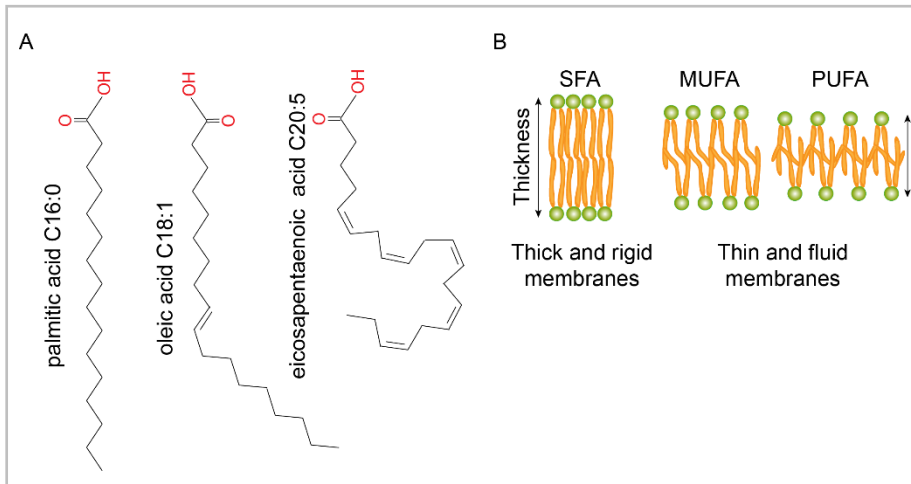 A
OH
O
palmitic acid C16:0
OH
O
oleic acid C18:1
OH
O
eicosapentaenoic acid C20:5
B
SFA
MUFA
PUFA
Thickness
Thick and rigid
membranes
Thin and fluid
membranes